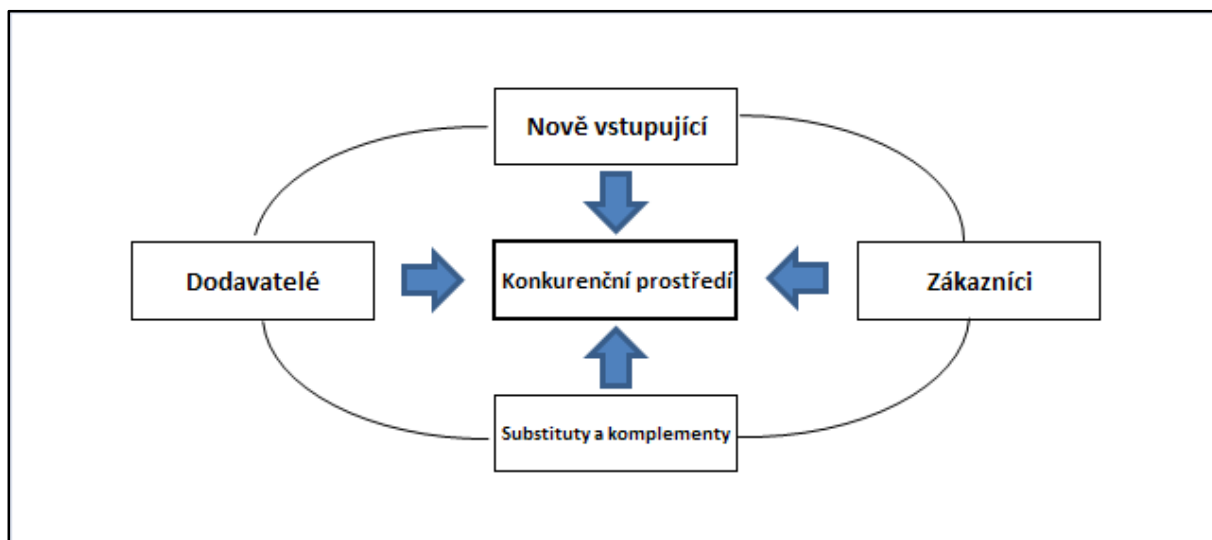 Nově vstupující
Dodavatelé
Konkurenční prostředí
Zákazníci
Substituty a komplementy